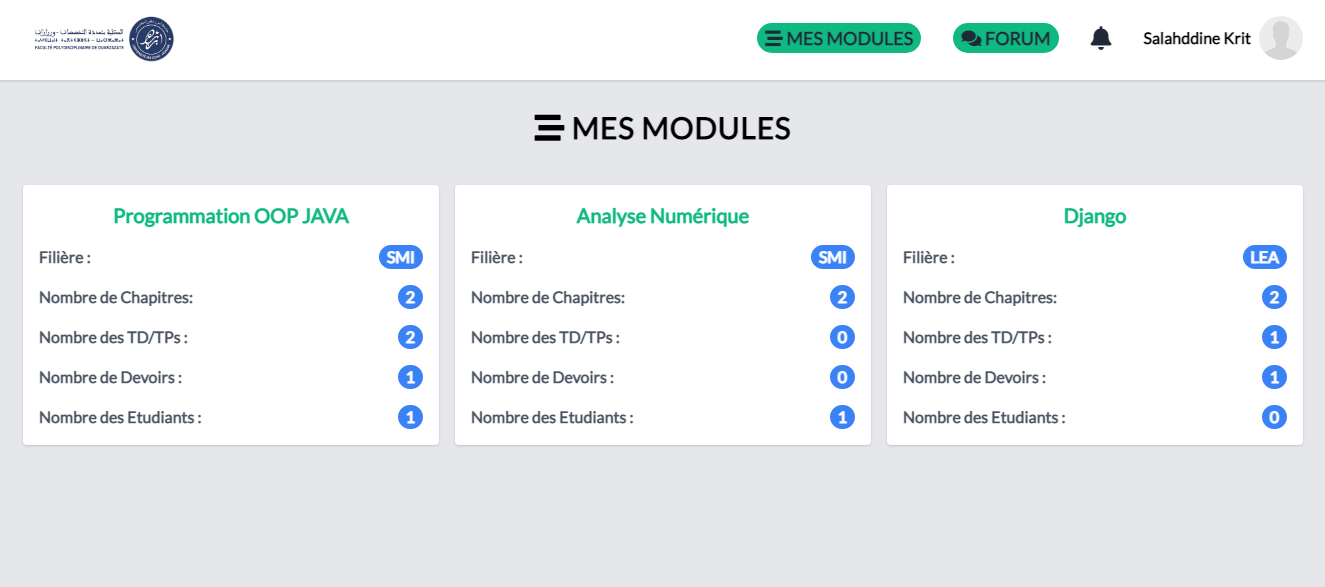 الكلية متعددة التخصصات - ورزازات
FACULTÉ POLYDISCIPLINAIRE DE OUARZAZATE
MES MODULES
FORUM
Salahddine Krit
MES MODULES
Programmation OOP JAVA
Filière : SMI
Nombre de Chapitres: 2
Nombre des TD/TPs : 2
Nombre de Devoirs : 1
Nombre des Etudiants : 1
Analyse Numérique
Filière : SMI
Nombre de Chapitres: 2
Nombre des TD/TPs : 0
Nombre de Devoirs : 0
Nombre des Etudiants : 1
Django
Filière : LEA
Nombre de Chapitres: 2
Nombre des TD/TPs : 1
Nombre de Devoirs : 1
Nombre des Etudiants : 0